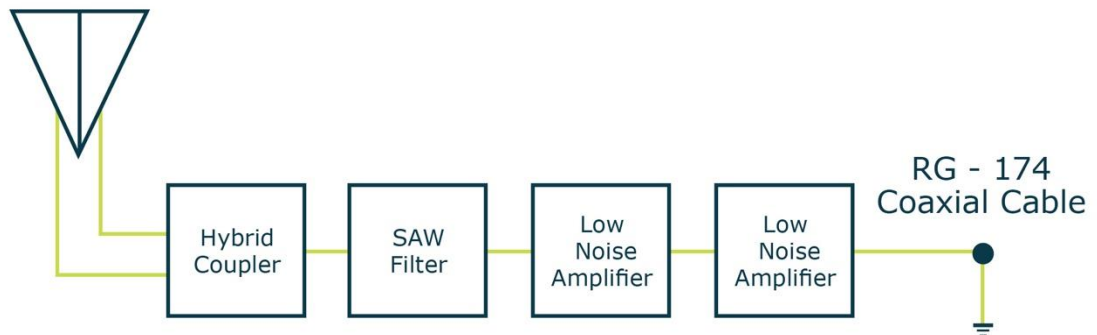 RG - 174
Coaxial Cable
Hybrid
Coupler
SAW
Filter
Low
Noise
Amplifier
Low
Noise
Amplifier